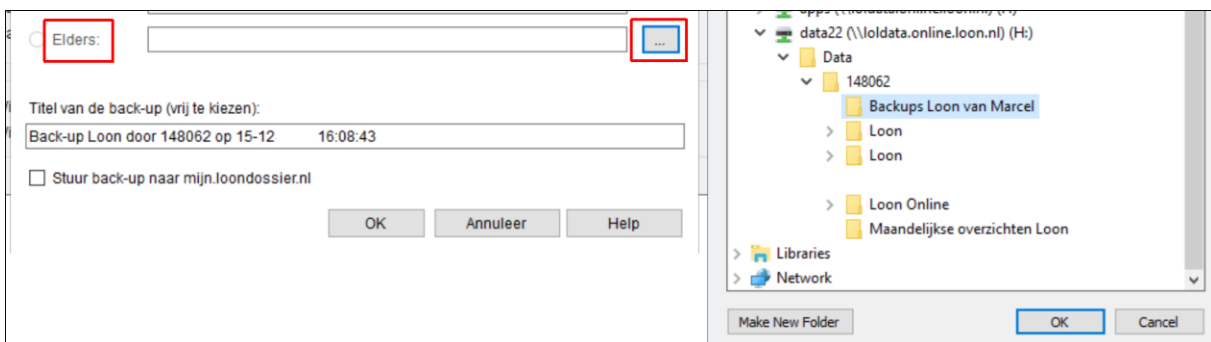 Elders:
...
Titel van de back-up (vrij te kiezen):
Back-up Loon door 148062 op 15-12 16:08:43
Stuur back-up naar mijn.loondossier.nl
OK
Annuleer
Help
data22 (\\loldata.online.loon.nl) (H:)
Data
148062
Backups Loon van Marcel
Loon
Loon
Loon Online
Maandelijkse overzichten Loon
Libraries
Network
Make New Folder
OK
Cancel